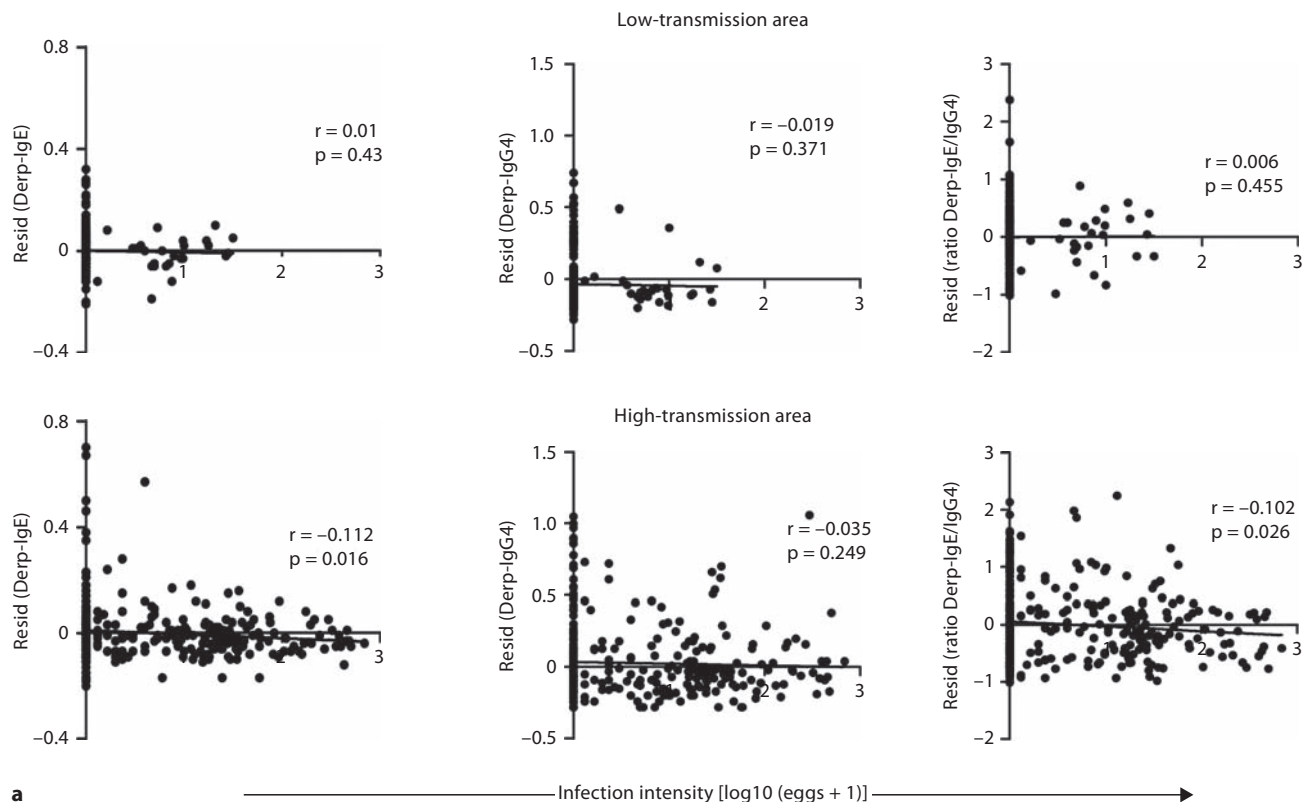 Low-transmission area
Resid (Derp-IgE)
0.8
0.4
0
–0.4
1
2
3
r = 0.01
p = 0.43
Resid (Derp-IgG4)
1.5
1.0
0.5
0
–0.5
1
2
3
r = –0.019
p = 0.371
Resid (ratio Derp-IgE/IgG4)
3
2
1
0
–1
–2
1
2
3
r = 0.006
p = 0.455
High-transmission area
Resid (Derp-IgE)
0.8
0.4
0
–0.4
1
2
3
r = –0.112
p = 0.016
Resid (Derp-IgG4)
1.5
1.0
0.5
0
–0.5
1
2
3
r = –0.035
p = 0.249
Resid (ratio Derp-IgE/IgG4)
3
2
1
0
–1
–2
1
2
3
r = –0.102
p = 0.026
a
Infection intensity [log10 (eggs + 1)]